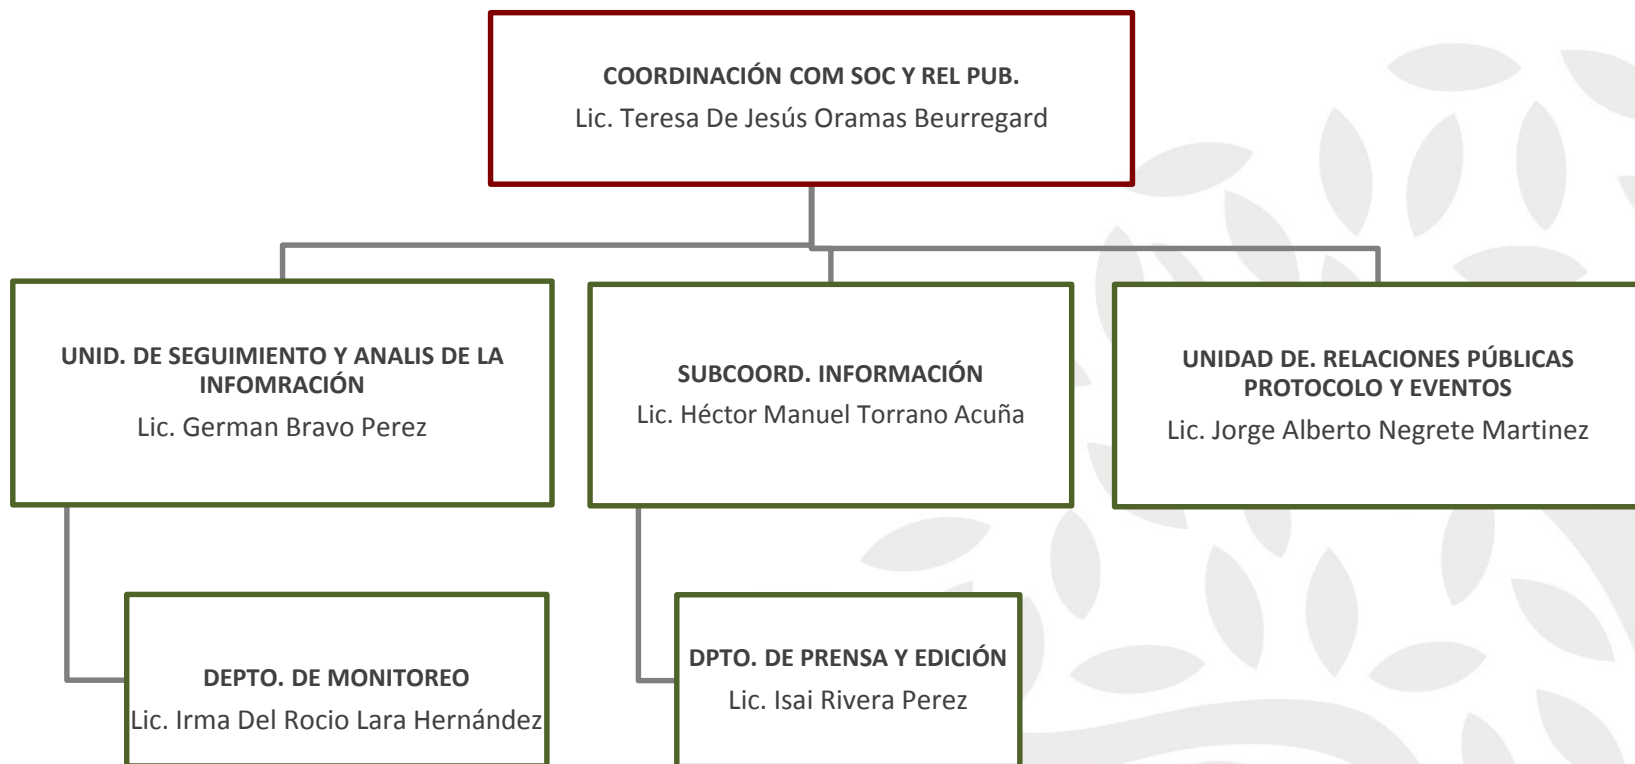 COORDINACIÓN COM SOC Y REL PUB.
Lic. Teresa De Jesús Oramas Beurregard
UNID. DE SEGUIMIENTO Y ANALIS DE LA
INFOMRACIÓN
Lic. German Bravo Perez
SUBCOORD. INFORMACIÓN
Lic. Héctor Manuel Torrano Acuña
UNIDAD DE. RELACIONES PÚBLICAS
PROTOCOLO Y EVENTOS
Lic. Jorge Alberto Negrete Martinez
DEPTO. DE MONITOREO
Lic. Irma Del Rocio Lara Hernández
DPTO. DE PRENSA Y EDICIÓN
Lic. Isai Rivera Perez